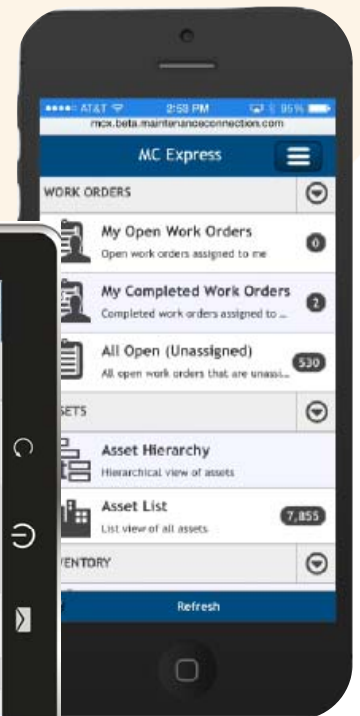 AT&T 2:53 PM 95%
mcx.beta.maintenanceconnection.com
MC Express
WORK ORDERS
My Open Work Orders
0
Open work orders assigned to me
My Completed Work Orders
2
Completed work orders assigned to ...
All Open (Unassigned)
530
All open work orders that are unassi...
SETS
Asset Hierarchy
Hierarchical view of assets
Asset List
7,855
List view of all assets
ENTORY
Refresh